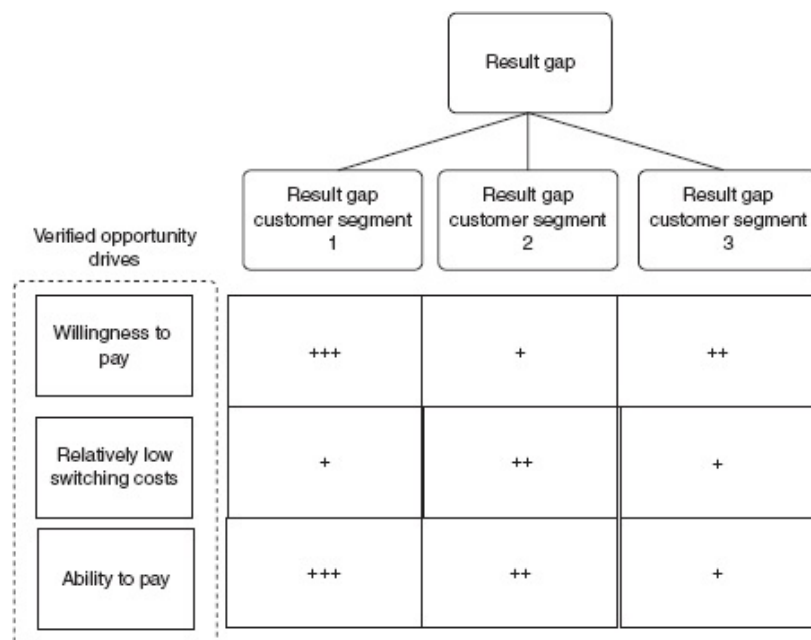 Result gap
Result gap
customer segment
1
Result gap
customer segment
2
Result gap
customer segment
3
Verified opportunity
drives
Willingness to
pay
+++
+
++
Relatively low
switching costs
+
++
+
Ability to pay
+++
++
+